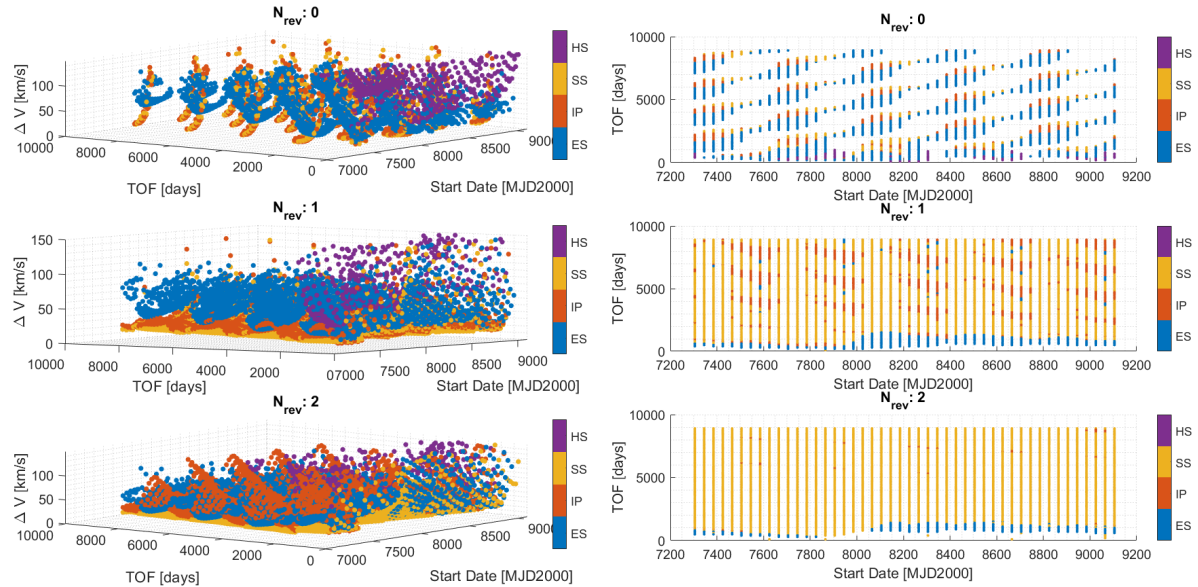 N_rev: 0
Δ V [km/s]
100
50
0
10000
8000
6000
4000
2000
0
TOF [days]
7000
7500
8000
8500
9000
Start Date [MJD2000]
HS
SS
IP
ES
N_rev: 0
TOF [days]
10000
5000
0
7200
7400
7600
7800
8000
8200
8400
8600
8800
9000
9200
Start Date [MJD2000]
HS
SS
IP
ES
N_rev: 1
Δ V [km/s]
150
100
50
0
10000
8000
6000
4000
2000
0
TOF [days]
7000
7500
8000
8500
9000
Start Date [MJD2000]
HS
SS
IP
ES
N_rev: 1
TOF [days]
10000
5000
0
7200
7400
7600
7800
8000
8200
8400
8600
8800
9000
9200
Start Date [MJD2000]
HS
SS
IP
ES
N_rev: 2
Δ V [km/s]
100
50
0
10000
8000
6000
4000
2000
0
TOF [days]
7000
7500
8000
8500
9000
Start Date [MJD2000]
HS
SS
IP
ES
N_rev: 2
TOF [days]
10000
5000
0
7200
7400
7600
7800
8000
8200
8400
8600
8800
9000
9200
Start Date [MJD2000]
HS
SS
IP
ES